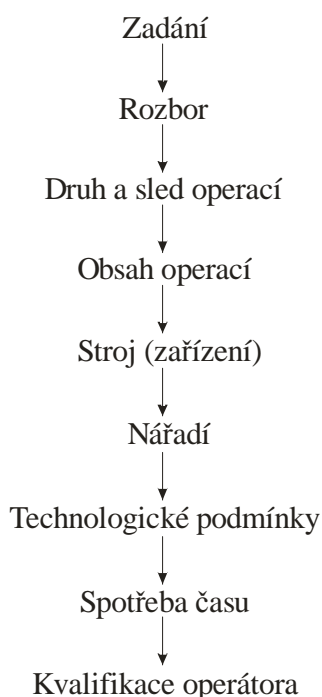 Zadání
Rozbor
Druh a sled operací
Obsah operací
Stroj (zařízení)
Nářadí
Technologické podmínky
Spotřeba času
Kvalifikace operátora